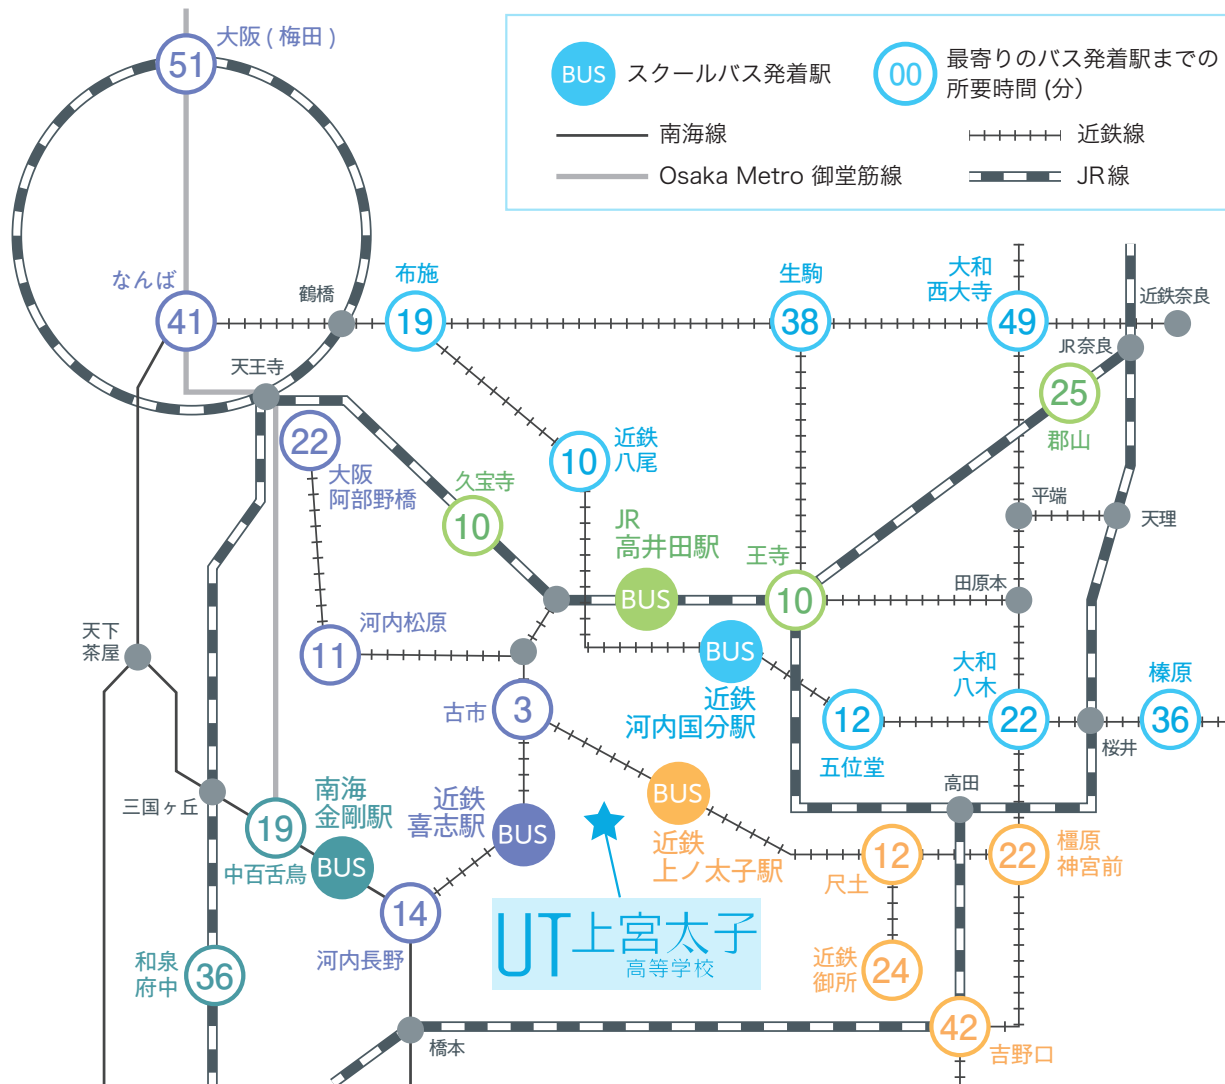 大阪 ( 梅田 )
51
BUS
スクールバス発着駅
00
最寄りのバス発着駅までの
所要時間 (分)
南海線
近鉄線
Osaka Metro 御堂筋線
JR線
なんば
41
鶴橋
布施
19
生駒
38
大和
西大寺
49
近鉄奈良
JR奈良
天王寺
25
郡山
22
大阪
阿部野橋
近鉄
八尾
10
久宝寺
10
JR
高井田駅
BUS
王寺
10
平端
天理
田原本
天下
茶屋
河内松原
11
BUS
近鉄
河内国分駅
古市
3
12
五位堂
大和
八木
22
桜井
榛原
36
三国ヶ丘
19
中百舌鳥
南海
金剛駅
BUS
近鉄
喜志駅
BUS
BUS
近鉄
上ノ太子駅
高田
12
尺土
22
橿原
神宮前
14
河内長野
UT上宮太子
高等学校
和泉
府中
36
近鉄
御所
24
橋本
42
吉野口